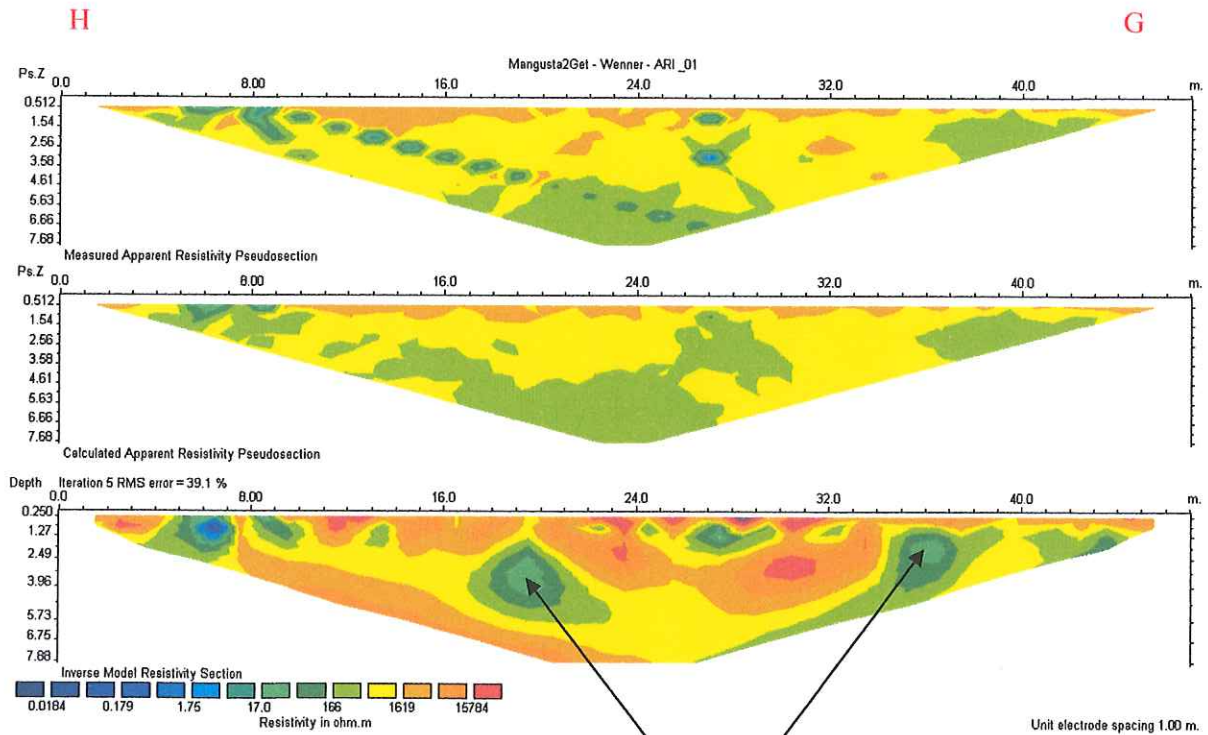 H G
Mangusta2Get - Wenner - ARI _01
Ps.Z 0.0 8.00 16.0 24.0 32.0 40.0 m.
0.512
1.54
2.56
3.58
4.61
5.63
6.66
7.68
Measured Apparent Resistivity Pseudosection
Ps.Z 0.0 8.00 16.0 24.0 32.0 40.0 m.
0.512
1.54
2.56
3.58
4.61
5.63
6.66
7.68
Calculated Apparent Resistivity Pseudosection
Depth Iteration 5 RMS error = 39.1 %
0.0 8.00 16.0 24.0 32.0 40.0 m.
0.250
1.27
2.49
3.96
5.73
6.75
7.88
Inverse Model Resistivity Section
0.0184 0.179 1.75 17.0 166 1619 15784
Resistivity in ohm.m
Unit electrode spacing 1.00 m.